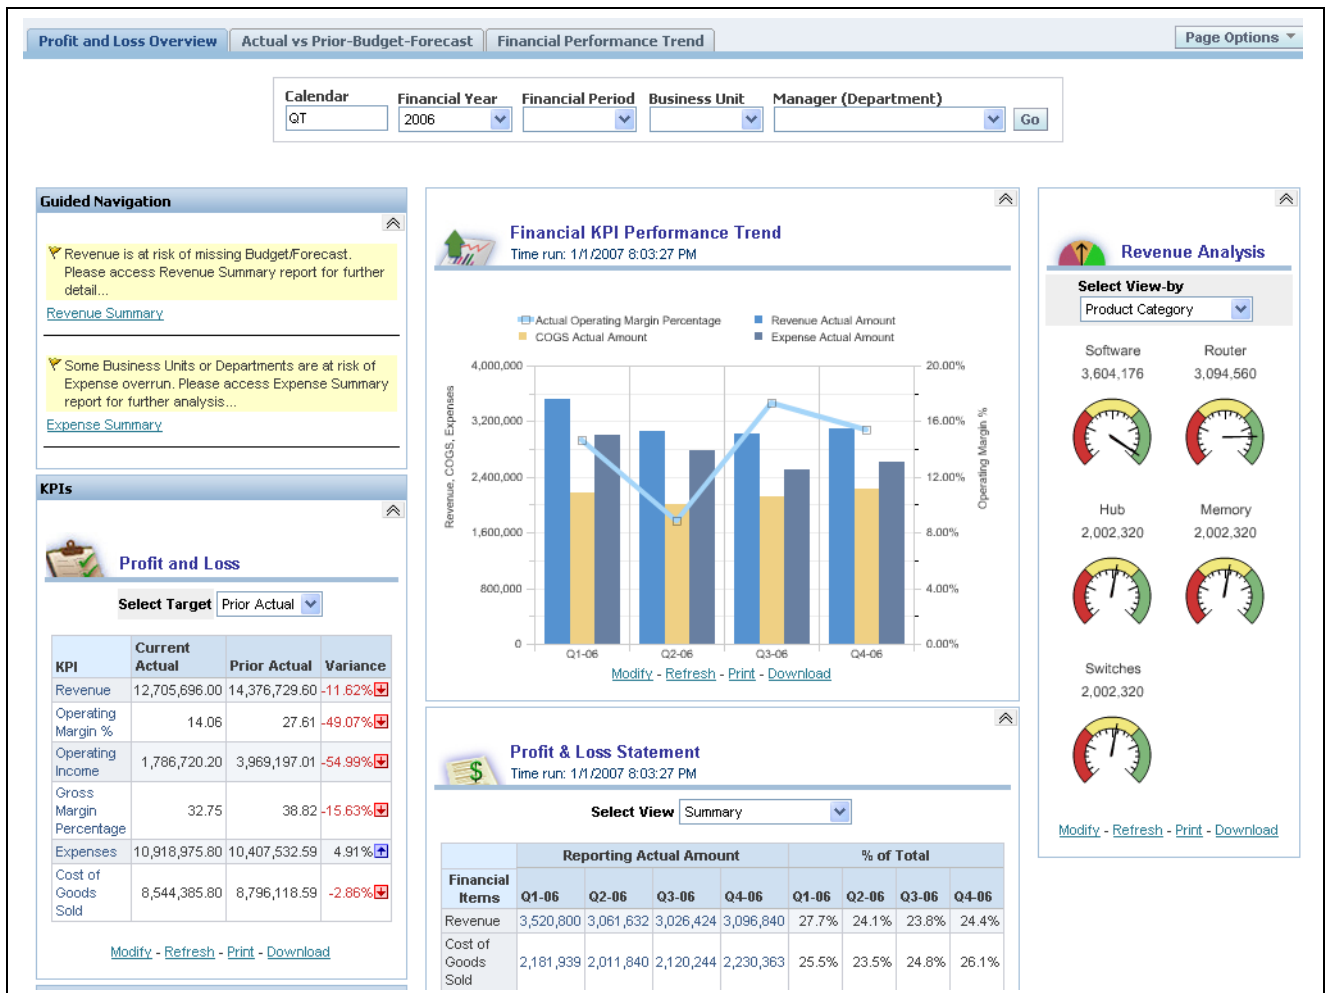 Profit and Loss Overview
Actual vs Prior-Budget-Forecast
Financial Performance Trend
Page Options
Calendar
Financial Year
Financial Period
Business Unit
Manager (Department)
QT
2006
Go
Guided Navigation
Revenue is at risk of missing Budget/Forecast.
Please access Revenue Summary report for further
detail...
Revenue Summary
Some Business Units or Departments are at risk of
Expense overrun. Please access Expense Summary
report for further analysis...
Expense Summary
KPIs
Profit and Loss
Select Target Prior Actual
KPI Current Actual Prior Actual Variance
Revenue 12,705,696.00 14,376,729.60 -11.62%
Operating Margin % 14.06 27.61 -49.07%
Operating Income 1,786,720.20 3,969,197.01 -54.99%
Gross Margin Percentage 32.75 38.82 -15.63%
Expenses 10,918,975.80 10,407,532.59 4.91%
Cost of Goods Sold 8,544,385.80 8,796,118.59 -2.86%
Modify - Refresh - Print - Download
Financial KPI Performance Trend
Time run: 1/1/2007 8:03:27 PM
Actual Operating Margin Percentage
Revenue Actual Amount
COGS Actual Amount
Expense Actual Amount
Revenue, COGS, Expenses
4,000,000
3,200,000
2,400,000
1,600,000
800,000
0
20.00%
16.00%
12.00%
8.00%
4.00%
0.00%
Operating Margin %
Q1-06 Q2-06 Q3-06 Q4-06
Modify - Refresh - Print - Download
Profit & Loss Statement
Time run: 1/1/2007 8:03:27 PM
Select View Summary
Reporting Actual Amount % of Total
Financial Items Q1-06 Q2-06 Q3-06 Q4-06 Q1-06 Q2-06 Q3-06 Q4-06
Revenue 3,520,800 3,061,632 3,026,424 3,096,840 27.7% 24.1% 23.8% 24.4%
Cost of Goods Sold 2,181,939 2,011,840 2,120,244 2,230,363 25.5% 23.5% 24.8% 26.1%
Revenue Analysis
Select View-by
Product Category
Software Router
3,604,176 3,094,560
Hub Memory
2,002,320 2,002,320
Switches
2,002,320
Modify - Refresh - Print - Download